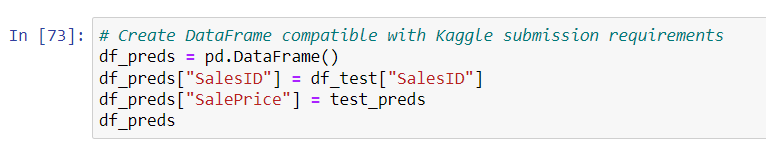 In [73]: # Create DataFrame compatible with Kaggle submission requirements
df_preds = pd.DataFrame()
df_preds["SalesID"] = df_test["SalesID"]
df_preds["SalePrice"] = test_preds
df_preds